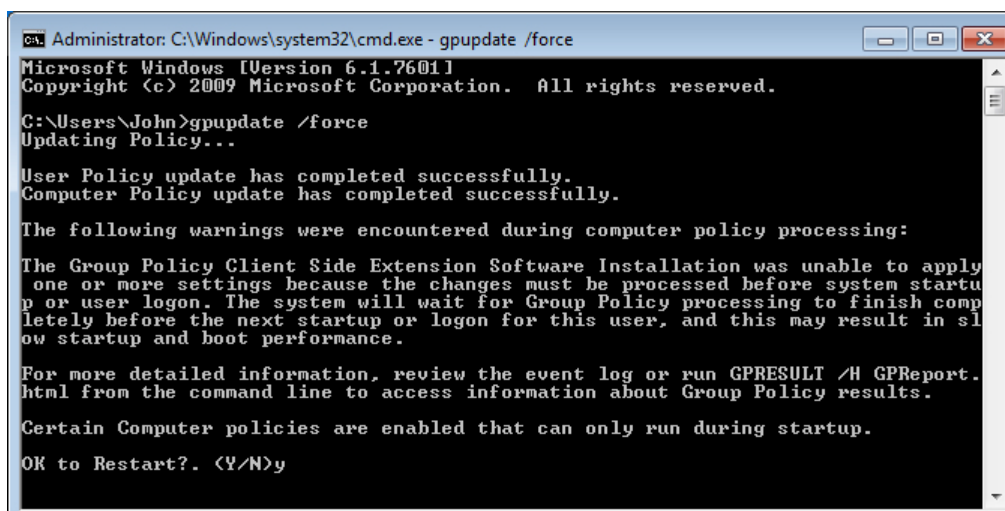 Administrator: C:\Windows\system32\cmd.exe - gpupdate /force
Microsoft Windows [Version 6.1.7601]
Copyright (c) 2009 Microsoft Corporation.  All rights reserved.
C:\Users\John>gpupdate /force
Updating Policy...
User Policy update has completed successfully.
Computer Policy update has completed successfully.
The following warnings were encountered during computer policy processing:
The Group Policy Client Side Extension Software Installation was unable to apply
 one or more settings because the changes must be processed before system startu
p or user logon. The system will wait for Group Policy processing to finish comp
letely before the next startup or logon for this user, and this may result in sl
ow startup and boot performance.
For more detailed information, review the event log or run GPRESULT /H GPReport.
html from the command line to access information about Group Policy results.
Certain Computer policies are enabled that can only run during startup.
OK to Restart?. (Y/N)y